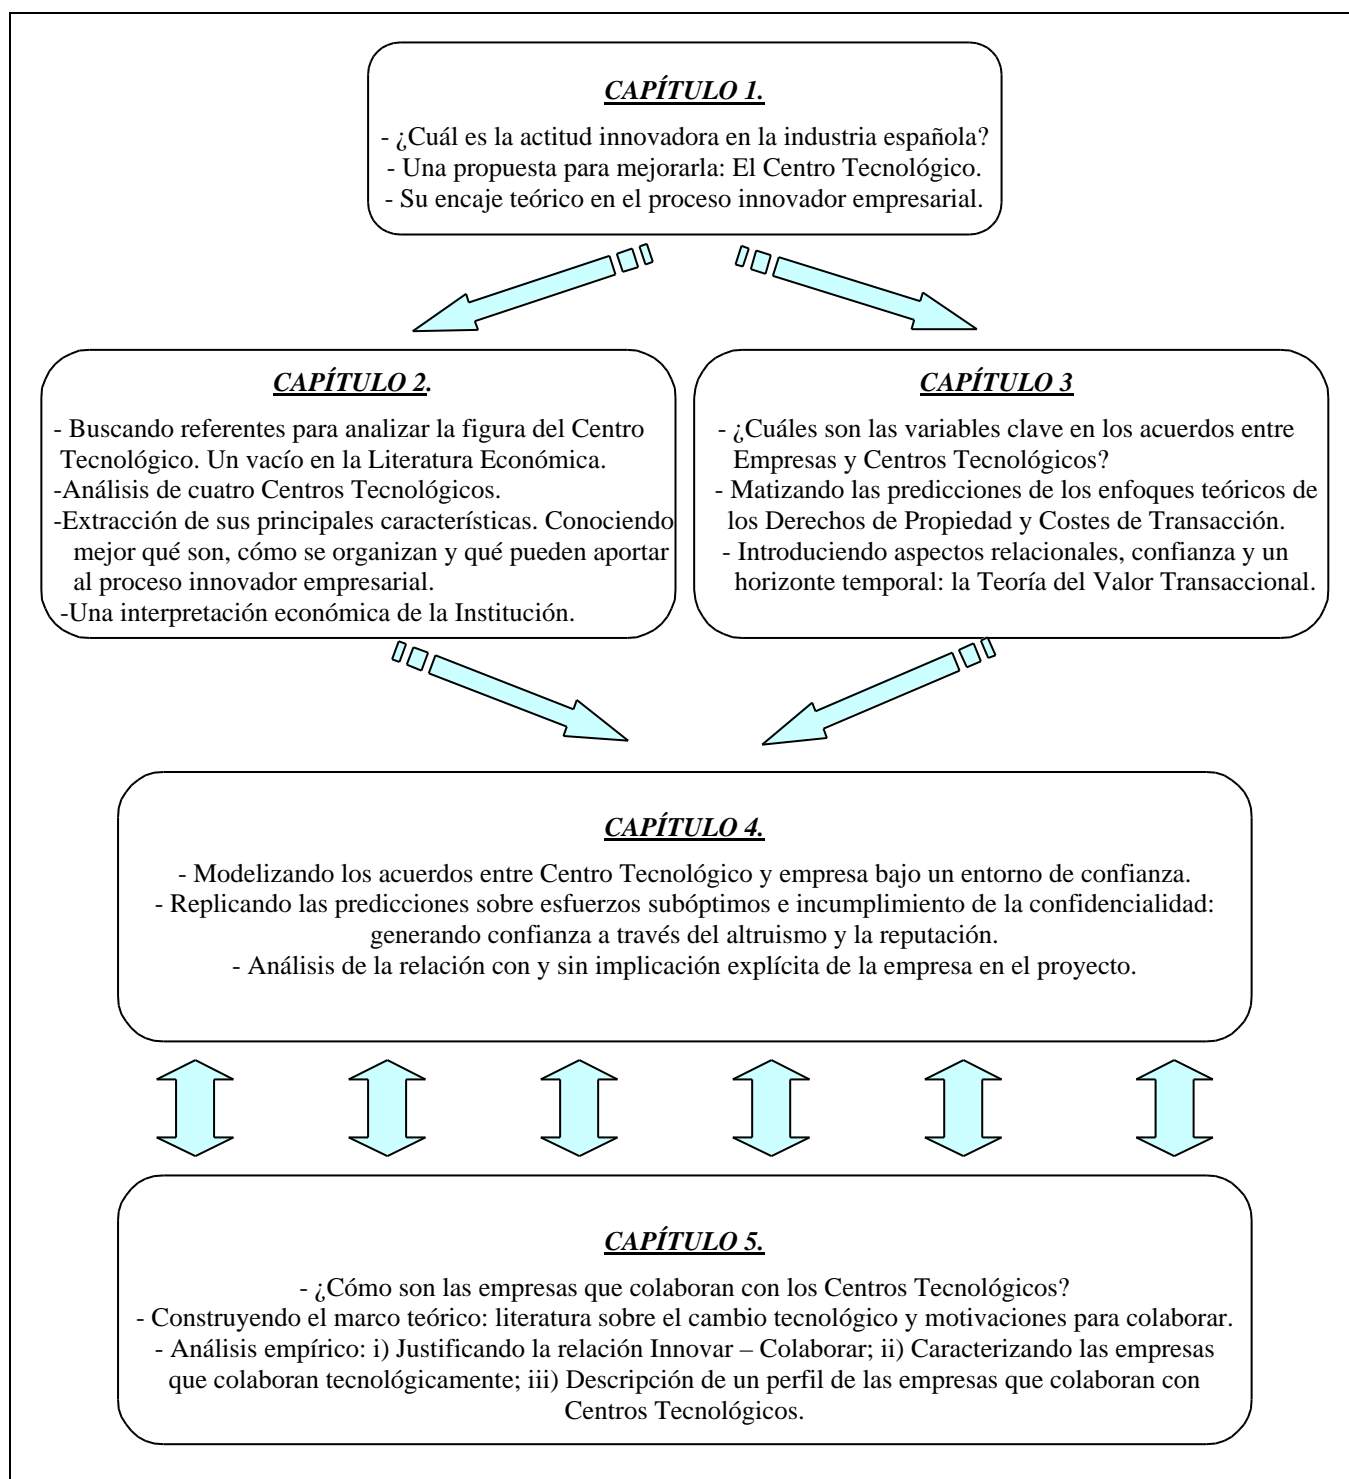 CAPÍTULO 1.
- ¿Cuál es la actitud innovadora en la industria española?
- Una propuesta para mejorarla: El Centro Tecnológico.
- Su encaje teórico en el proceso innovador empresarial.
CAPÍTULO 2.
- Buscando referentes para analizar la figura del Centro
Tecnológico. Un vacío en la Literatura Económica.
-Análisis de cuatro Centros Tecnológicos.
-Extracción de sus principales características. Conociendo
mejor qué son, cómo se organizan y qué pueden aportar
al proceso innovador empresarial.
-Una interpretación económica de la Institución.
CAPÍTULO 3
- ¿Cuáles son las variables clave en los acuerdos entre
Empresas y Centros Tecnológicos?
- Matizando las predicciones de los enfoques teóricos de
los Derechos de Propiedad y Costes de Transacción.
- Introduciendo aspectos relacionales, confianza y un
horizonte temporal: la Teoría del Valor Transaccional.
CAPÍTULO 4.
- Modelizando los acuerdos entre Centro Tecnológico y empresa bajo un entorno de confianza.
- Replicando las predicciones sobre esfuerzos subóptimos e incumplimiento de la confidencialidad:
generando confianza a través del altruismo y la reputación.
- Análisis de la relación con y sin implicación explícita de la empresa en el proyecto.
CAPÍTULO 5.
- ¿Cómo son las empresas que colaboran con los Centros Tecnológicos?
- Construyendo el marco teórico: literatura sobre el cambio tecnológico y motivaciones para colaborar.
- Análisis empírico: i) Justificando la relación Innovar – Colaborar; ii) Caracterizando las empresas
que colaboran tecnológicamente; iii) Descripción de un perfil de las empresas que colaboran con
Centros Tecnológicos.